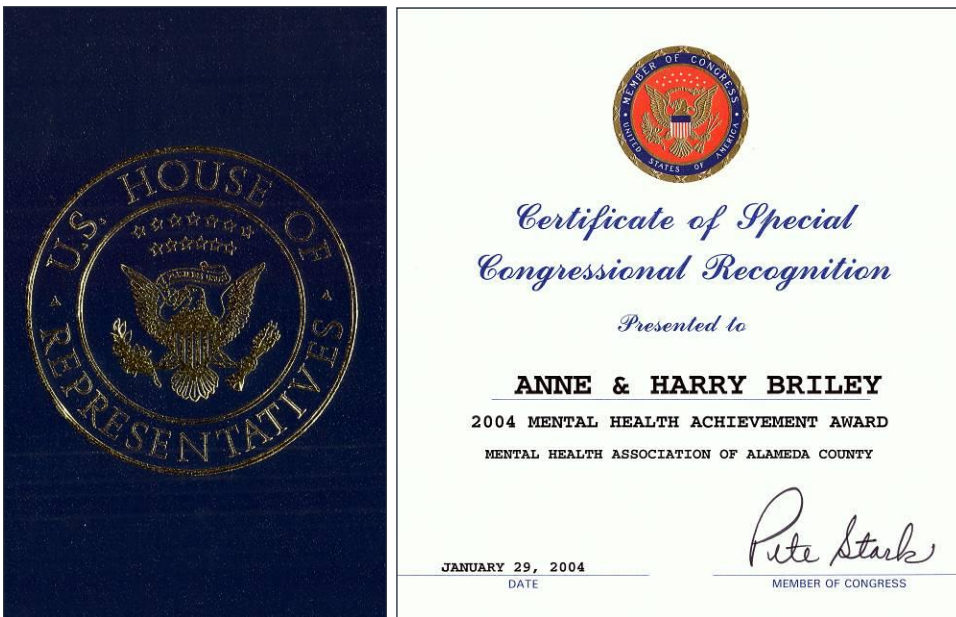 U.S. HOUSE OF REPRESENTATIVES
MEMBER OF CONGRESS
UNITED STATES OF AMERICA
Certificate of Special
Congressional Recognition
Presented to
ANNE & HARRY BRILEY
2004 MENTAL HEALTH ACHIEVEMENT AWARD
MENTAL HEALTH ASSOCIATION OF ALAMEDA COUNTY
Pete Stark
JANUARY 29, 2004
DATE
MEMBER OF CONGRESS